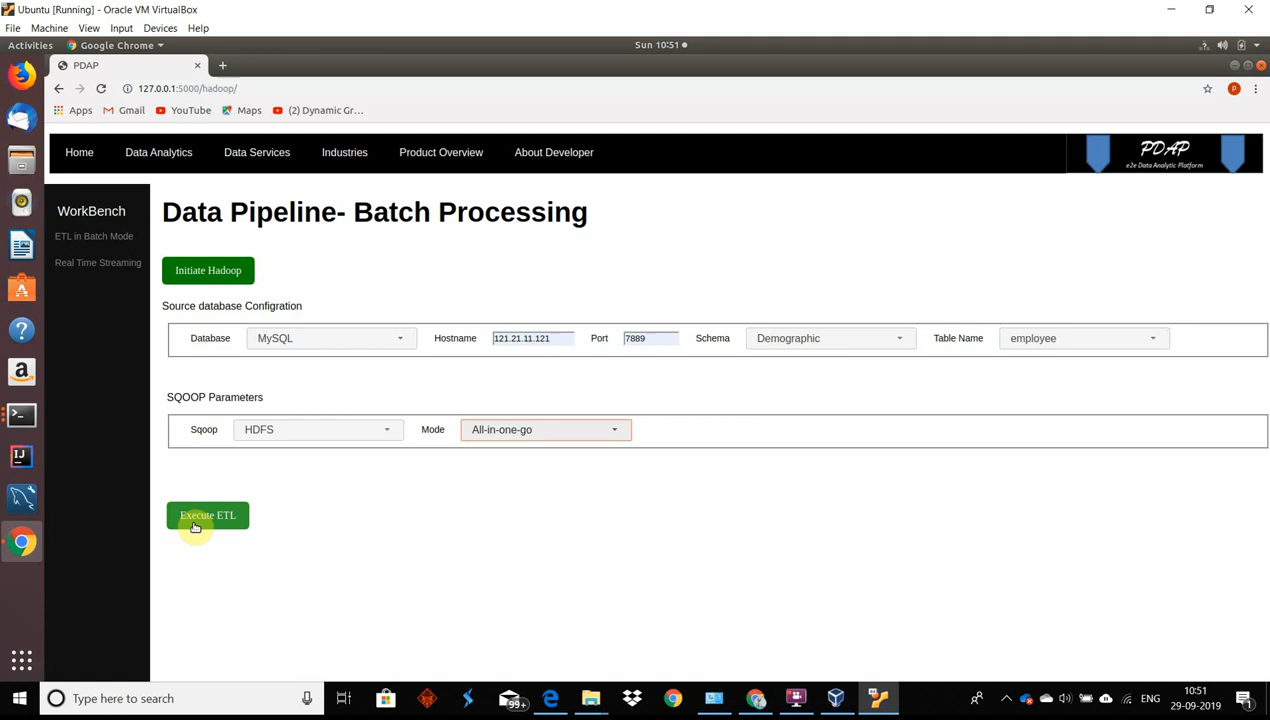 Ubuntu [Running] - Oracle VM VirtualBox
File Machine View Input Devices Help
Activities Google Chrome Sun 10:51
PDAP
127.0.0.1:5000/hadoop/
Apps Gmail YouTube Maps (2) Dynamic Gr…
Home Data Analytics Data Services Industries Product Overview About Developer PDAP
e2e Data Analytic Platform
WorkBench
ETL in Batch Mode
Real Time Streaming
Data Pipeline- Batch Processing
Initiate Hadoop
Source database Configration
Database MySQL Hostname 121.21.11.121 Port 7889 Schema Demographic Table Name employee
SQOOP Parameters
Sqoop HDFS Mode All-in-one-go
Execute ETL
Type here to search 99+ ENG 10:51
29-09-2019 1